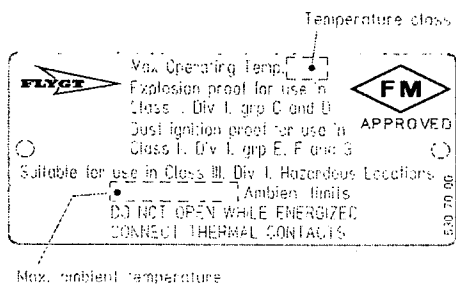 Temperature class
Max Operating Temp.
FLYGT
Explosion proof for use in
Class I. Div I. grp C and D
FM
APPROVED
Dust ignition proof for use in
Class II. Div I. grp E, F and G
Suitable for use in Class III. Div I. Hazardous Locations
Ambien limits
DO NOT OPEN WHILE ENERGIZED
CONNECT THERMAL CONTACTS
Max. ambient temperature